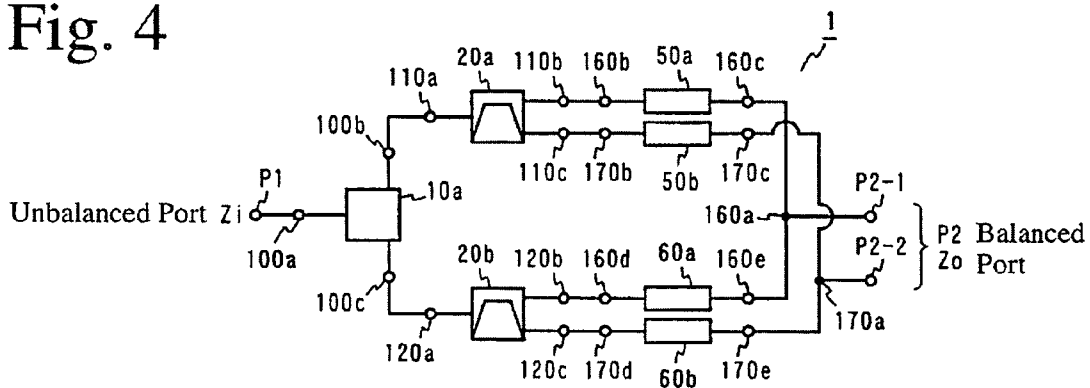 Fig. 4
1
20a 110b 160b 50a 160c
110a
100b
110c 170b 50b 170c
P1 10a P2-1
Unbalanced Port Zi 160a P2 Balanced
100a P2-2 Zo Port
20b 120b 160d 60a 160e
100c
170a
120a 120c 170d 60b 170e